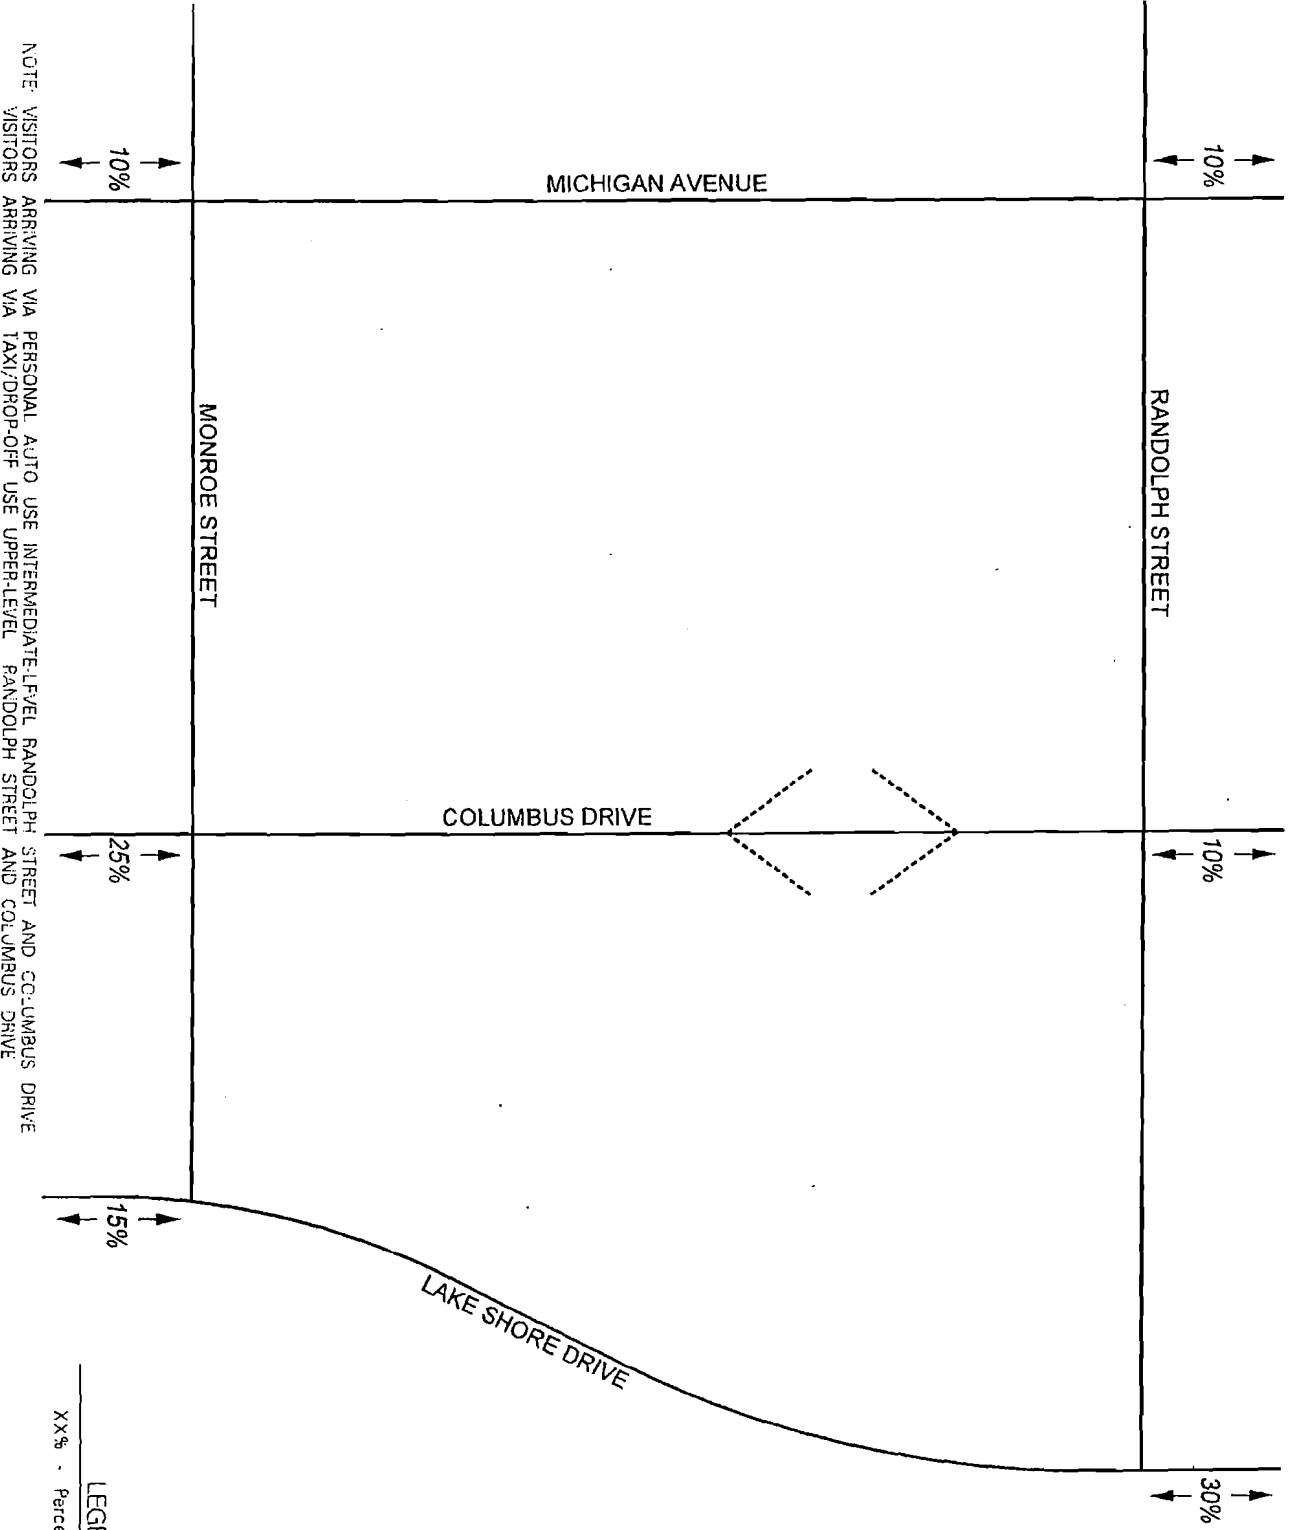 10%
10%
MICHIGAN AVENUE
MONROE STREET
RANDOLPH STREET
COLUMBUS DRIVE
25%
10%
15%
LAKE SHORE DRIVE
30%
NOTE: VISITORS ARRIVING VIA PERSONAL AUTO USE INTERMEDIATE-LEVEL RANDOLPH STREET AND COLUMBUS DRIVE
VISITORS ARRIVING VIA TAXI/DROP-OFF USE UPPER-LEVEL RANDOLPH STREET AND COLUMBUS DRIVE
XX% -